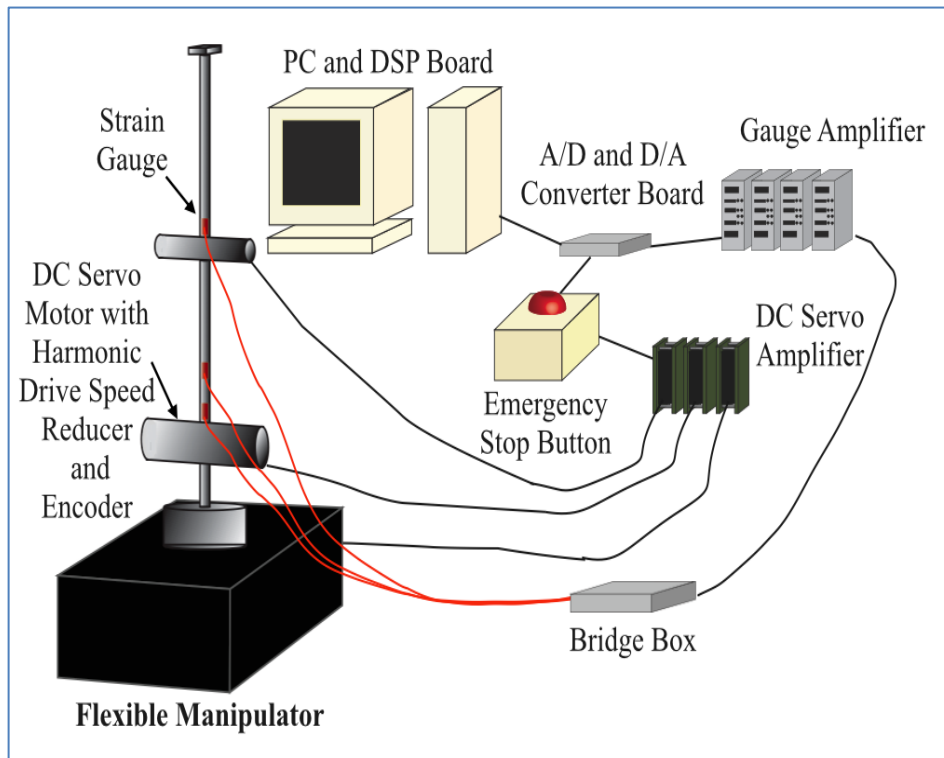 PC and DSP Board
Strain
Gauge
A/D and D/A
Converter Board
Gauge Amplifier
DC Servo
Motor with
Harmonic
Drive Speed
Reducer
and
Encoder
Emergency
Stop Button
DC Servo
Amplifier
Bridge Box
Flexible Manipulator